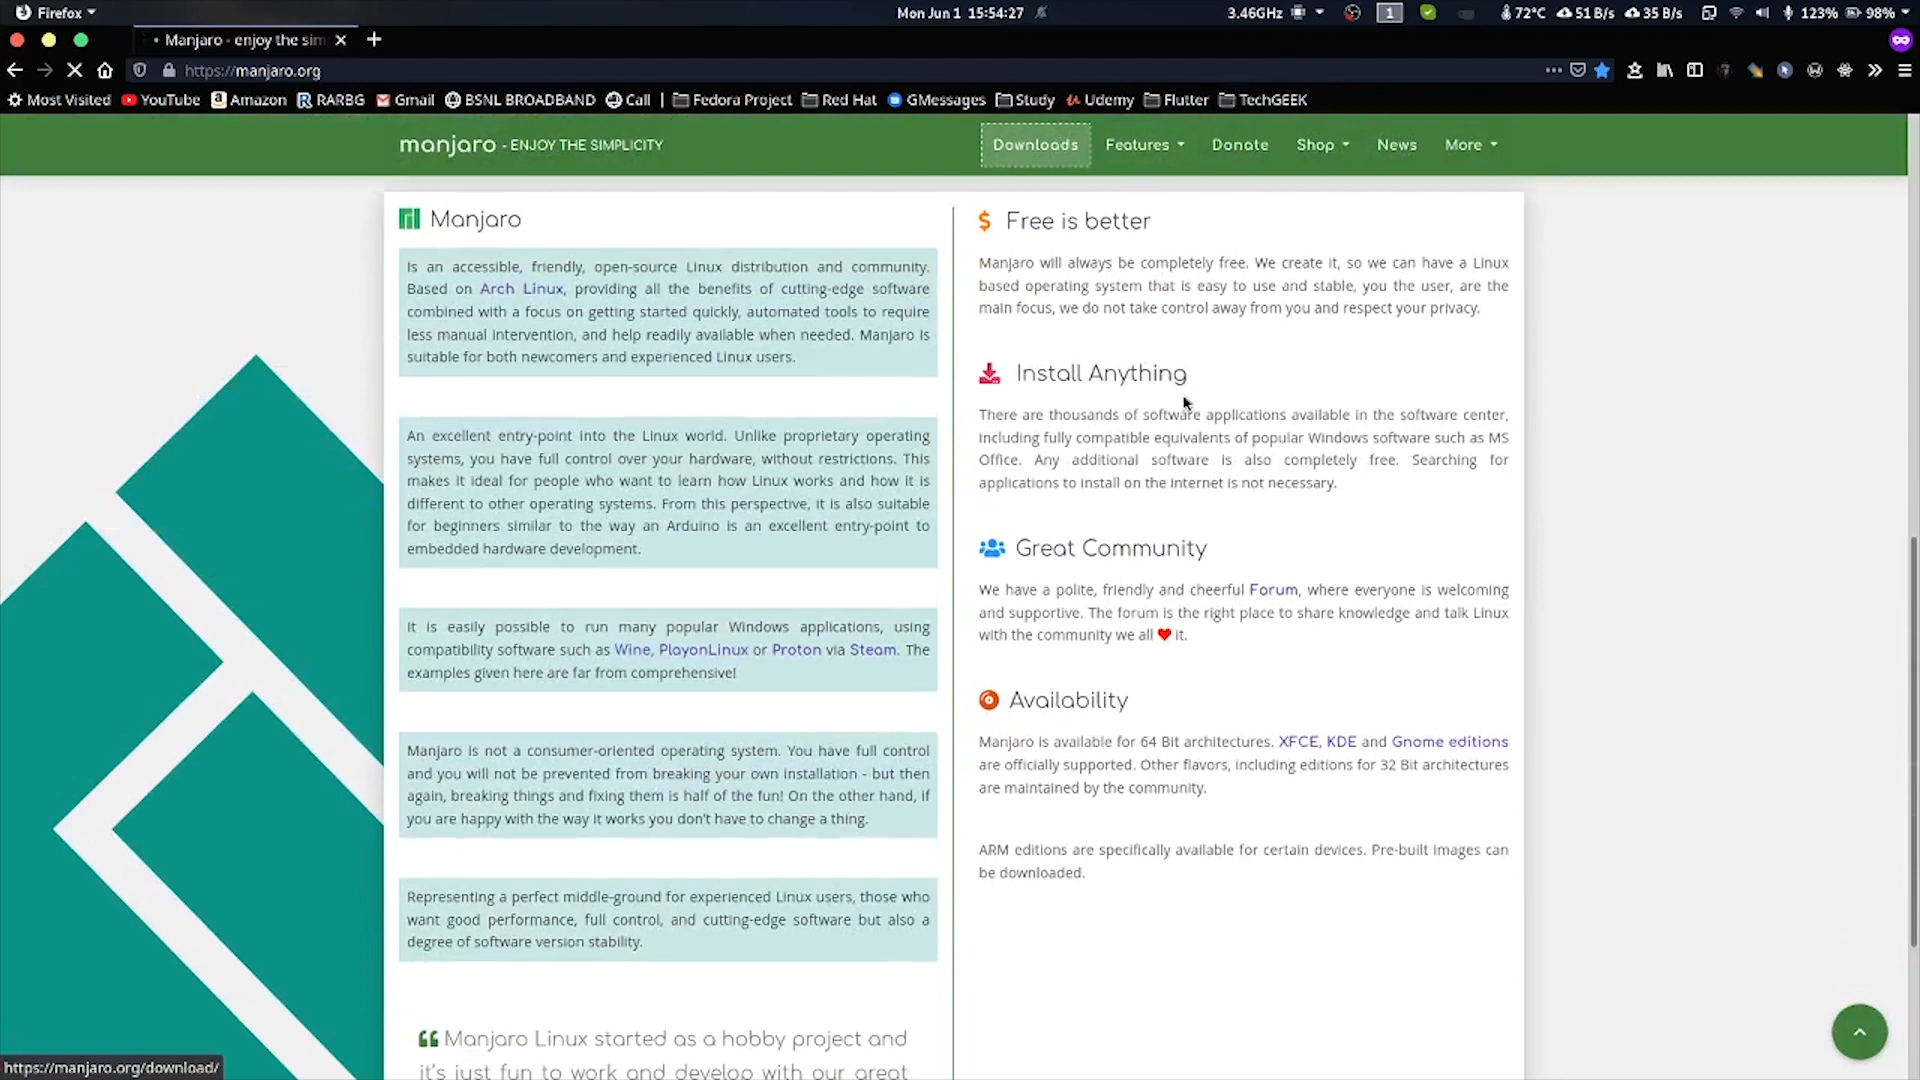 Firefox
Mon Jun 1 15:54:27
3.46GHz
1
72°C
51 B/s
35 B/s
123%
98%
Manjaro - enjoy the sim
https://manjaro.org
Most Visited
YouTube
Amazon
RARBG
Gmail
BSNL BROADBAND
Call
Fedora Project
Red Hat
GMessages
Study
Udemy
Flutter
TechGEEK
manjaro - ENJOY THE SIMPLICITY
Downloads
Features
Donate
Shop
News
More
Manjaro
Is an accessible, friendly, open-source Linux distribution and community.
Based on Arch Linux, providing all the benefits of cutting-edge software
combined with a focus on getting started quickly, automated tools to require
less manual intervention, and help readily available when needed. Manjaro is
suitable for both newcomers and experienced Linux users.
An excellent entry-point into the Linux world. Unlike proprietary operating
systems, you have full control over your hardware, without restrictions. This
makes it ideal for people who want to learn how Linux works and how it is
different to other operating systems. From this perspective, it is also suitable
for beginners similar to the way an Arduino is an excellent entry-point to
embedded hardware development.
It is easily possible to run many popular Windows applications, using
compatibility software such as Wine, PlayonLinux or Proton via Steam. The
examples given here are far from comprehensive!
Manjaro is not a consumer-oriented operating system. You have full control
and you will not be prevented from breaking your own installation - but then
again, breaking things and fixing them is half of the fun! On the other hand, if
you are happy with the way it works you don't have to change a thing.
Representing a perfect middle-ground for experienced Linux users, those who
want good performance, full control, and cutting-edge software but also a
degree of software version stability.
Manjaro Linux started as a hobby project and
it's just fun to work and develop with our great
Free is better
Manjaro will always be completely free. We create it, so we can have a Linux
based operating system that is easy to use and stable, you the user, are the
main focus, we do not take control away from you and respect your privacy.
Install Anything
There are thousands of software applications available in the software center,
including fully compatible equivalents of popular Windows software such as MS
Office. Any additional software is also completely free. Searching for
applications to install on the internet is not necessary.
Great Community
We have a polite, friendly and cheerful Forum, where everyone is welcoming
and supportive. The forum is the right place to share knowledge and talk Linux
with the community we all ❤ it.
Availability
Manjaro is available for 64 Bit architectures. XFCE, KDE and Gnome editions
are officially supported. Other flavors, including editions for 32 Bit architectures
are maintained by the community.
ARM editions are specifically available for certain devices. Pre-built images can
be downloaded.
https://manjaro.org/download/